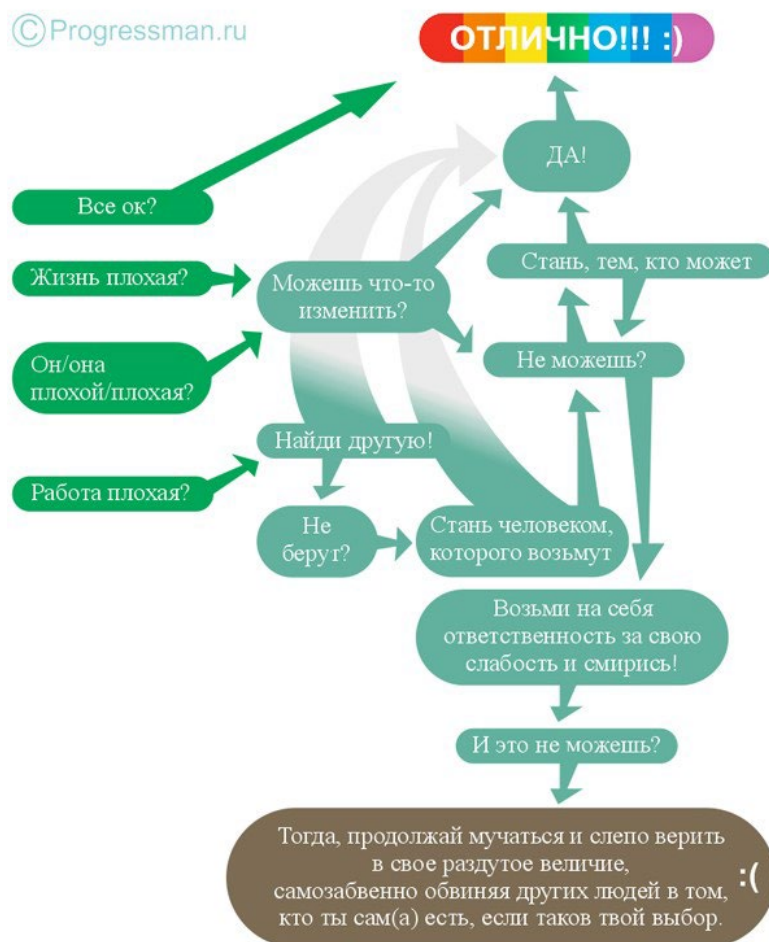 © Progressman.ru
ОТЛИЧНО!!! :)
ДА!
Все ок?
Стань, тем, кто может
Жизнь плохая?
Можешь что-то
изменить?
Не можешь?
Он/она
плохой/плохая?
Найди другую!
Работа плохая?
Не
берут?
Стань человеком,
которого возьмут
Возьми на себя
ответственность за свою
слабость и смирись!
И это не можешь?
Тогда, продолжай мучаться и слепо верить
в свое раздутое величие,
самозабвенно обвиняя других людей в том,
кто ты сам(а) есть, если таков твой выбор.
:(